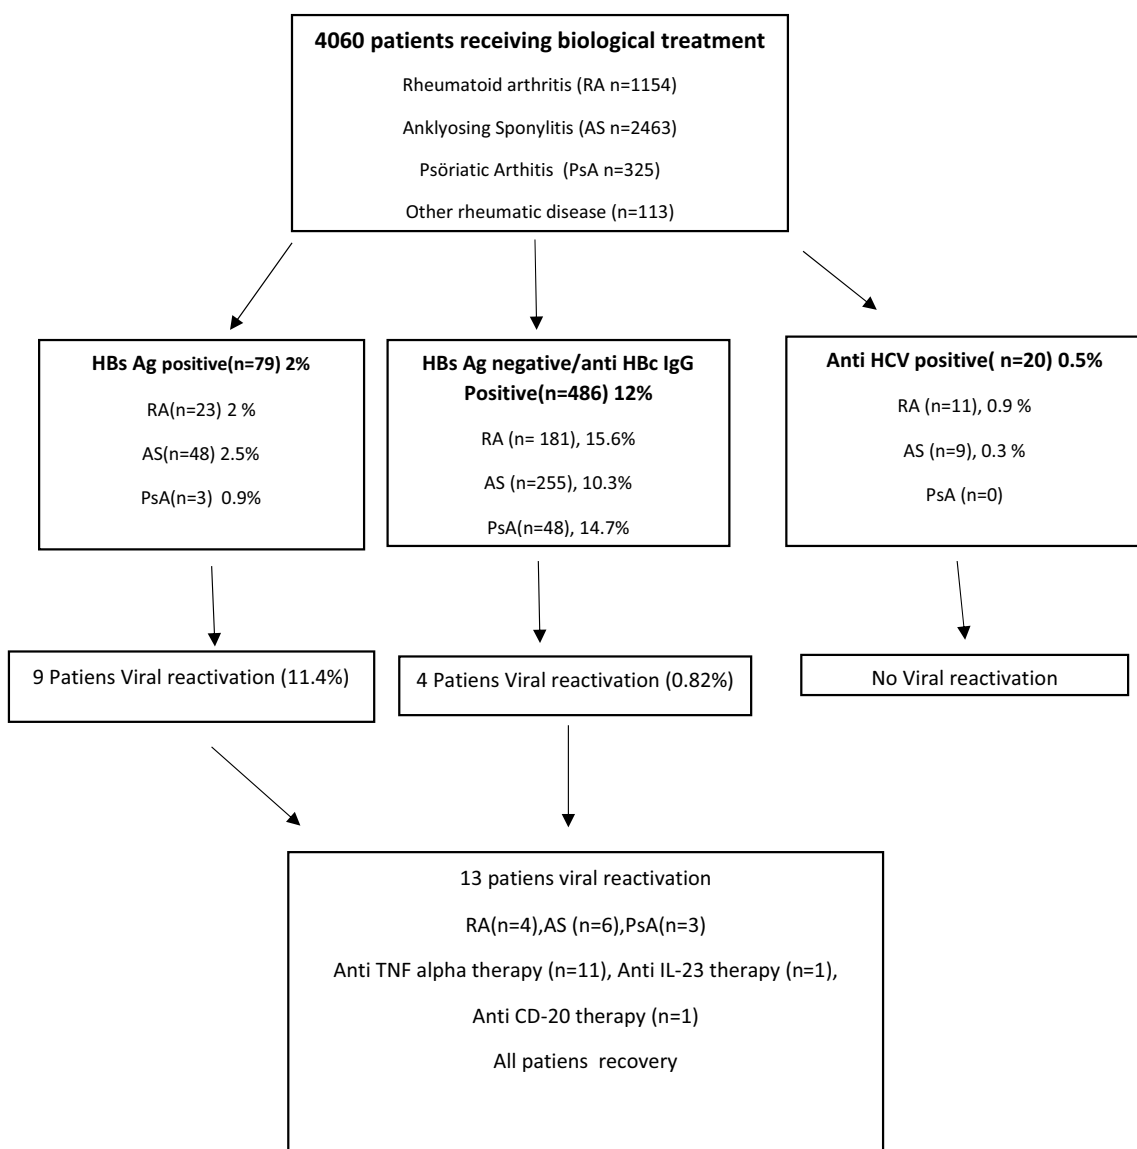 4060 patients receiving biological treatment
Rheumatoid arthritis (RA n=1154)
Anklyosing Sponylitis (AS n=2463)
Psöriatic Arthitis (PsA n=325)
Other rheumatic disease (n=113)
HBs Ag positive(n=79) 2%
RA(n=23) 2 %
AS(n=48) 2.5%
PsA(n=3) 0.9%
HBs Ag negative/anti HBc IgG
Positive(n=486) 12%
RA (n= 181), 15.6%
AS (n=255), 10.3%
PsA(n=48), 14.7%
Anti HCV positive( n=20) 0.5%
RA (n=11), 0.9 %
AS (n=9), 0.3 %
PsA (n=0)
9 Patiens Viral reactivation (11.4%)
4 Patiens Viral reactivation (0.82%)
No Viral reactivation
13 patiens viral reactivation
RA(n=4),AS (n=6),PsA(n=3)
Anti TNF alpha therapy (n=11), Anti IL-23 therapy (n=1),
Anti CD-20 therapy (n=1)
All patiens recovery